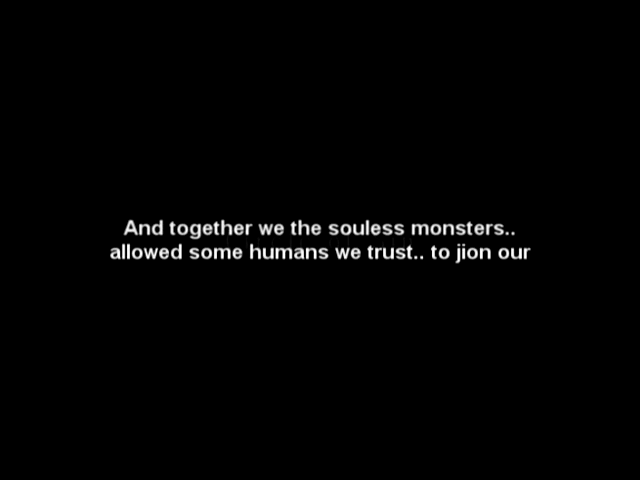 And together we the souless monsters..
allowed some humans we trust.. to jion our